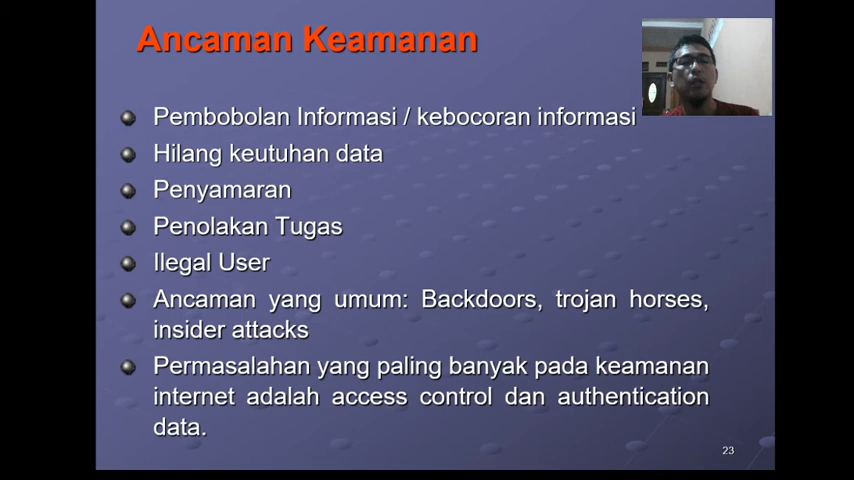 Ancaman Keamanan
Pembobolan Informasi / kebocoran informasi
Hilang keutuhan data
Penyamaran
Penolakan Tugas
Ilegal User
Ancaman yang umum: Backdoors, trojan horses,
insider attacks
Permasalahan yang paling banyak pada keamanan
internet adalah access control dan authentication
data.
23